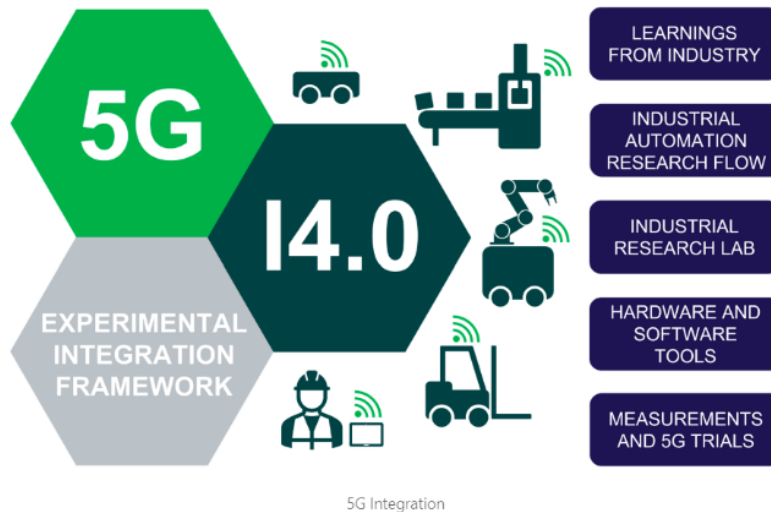 5G
I4.0
EXPERIMENTAL
INTEGRATION
FRAMEWORK
LEARNINGS
FROM INDUSTRY
INDUSTRIAL
AUTOMATION
RESEARCH FLOW
INDUSTRIAL
RESEARCH LAB
HARDWARE AND
SOFTWARE
TOOLS
MEASUREMENTS
AND 5G TRIALS
5G Integration